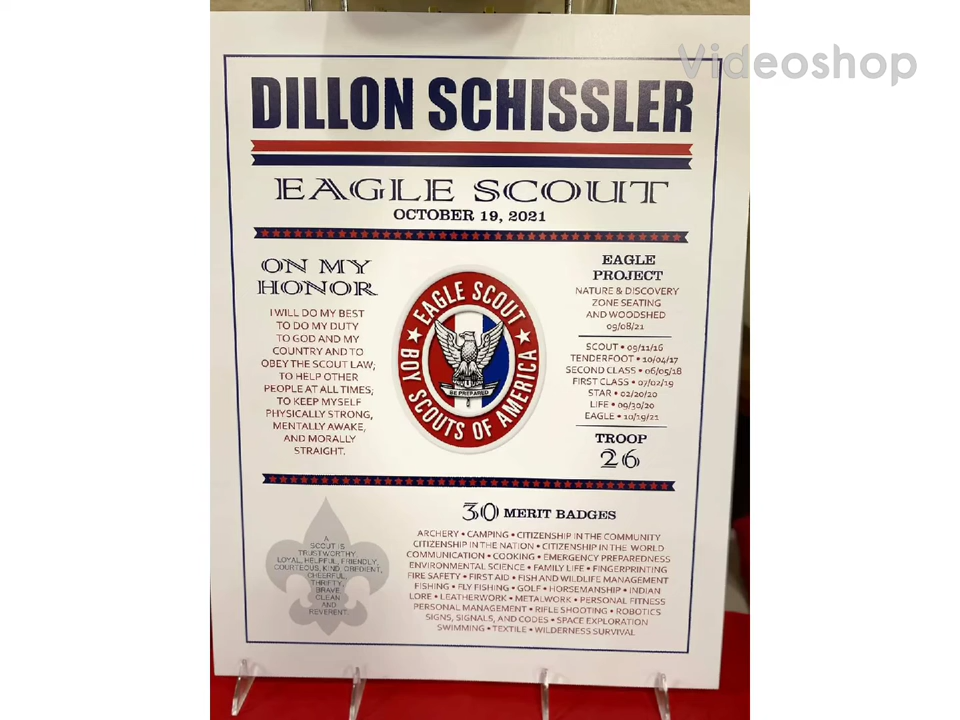 Videoshop
DILLON SCHISSLER
EAGLE SCOUT
OCTOBER 19, 2021
ON MY
HONOR
I WILL DO MY BEST
TO DO MY DUTY
TO GOD AND MY
COUNTRY AND TO
OBEY THE SCOUT LAW;
TO HELP OTHER
PEOPLE AT ALL TIMES;
TO KEEP MYSELF
PHYSICALLY STRONG,
MENTALLY AWAKE,
AND MORALLY
STRAIGHT.
EAGLE SCOUT
BE PREPARED
BOY SCOUTS OF AMERICA
EAGLE
PROJECT
NATURE & DISCOVERY
ZONE SEATING
AND WOODSHED
09/08/21
SCOUT • 09/11/16
TENDERFOOT • 10/04/17
SECOND CLASS • 06/05/18
FIRST CLASS • 07/02/19
STAR • 02/20/20
LIFE • 09/30/20
EAGLE • 10/19/21
TROOP
26
A
SCOUT IS
TRUSTWORTHY,
LOYAL, HELPFUL, FRIENDLY,
COURTEOUS, KIND, OBEDIENT,
CHEERFUL,
THRIFTY,
BRAVE,
CLEAN
AND
REVERENT.
30 MERIT BADGES
ARCHERY • CAMPING • CITIZENSHIP IN THE COMMUNITY
CITIZENSHIP IN THE NATION • CITIZENSHIP IN THE WORLD
COMMUNICATION • COOKING • EMERGENCY PREPAREDNESS
ENVIRONMENTAL SCIENCE • FAMILY LIFE • FINGERPRINTING
FIRE SAFETY • FIRST AID • FISH AND WILDLIFE MANAGEMENT
FISHING • FLY FISHING • GOLF • HORSEMANSHIP • INDIAN
LORE • LEATHERWORK • METALWORK • PERSONAL FITNESS
PERSONAL MANAGEMENT • RIFLE SHOOTING • ROBOTICS
SIGNS, SIGNALS, AND CODES • SPACE EXPLORATION
SWIMMING • TEXTILE • WILDERNESS SURVIVAL